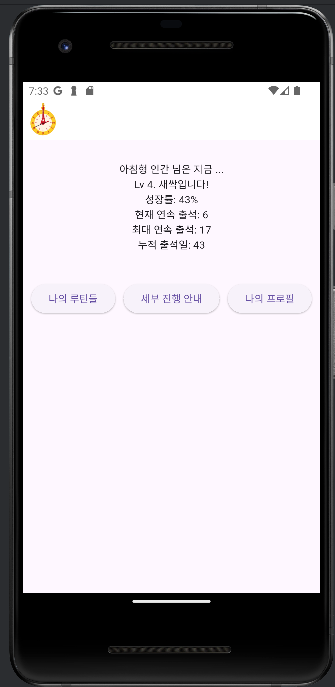 7:33 G
아침형 인간 님은 지금 ...
Lv 4. 새싹입니다!
성장률: 43%
현재 연속 출석: 6
최대 연속 출석: 17
누적 출석일: 43
나의 루틴들 세부 진행 안내 나의 프로필